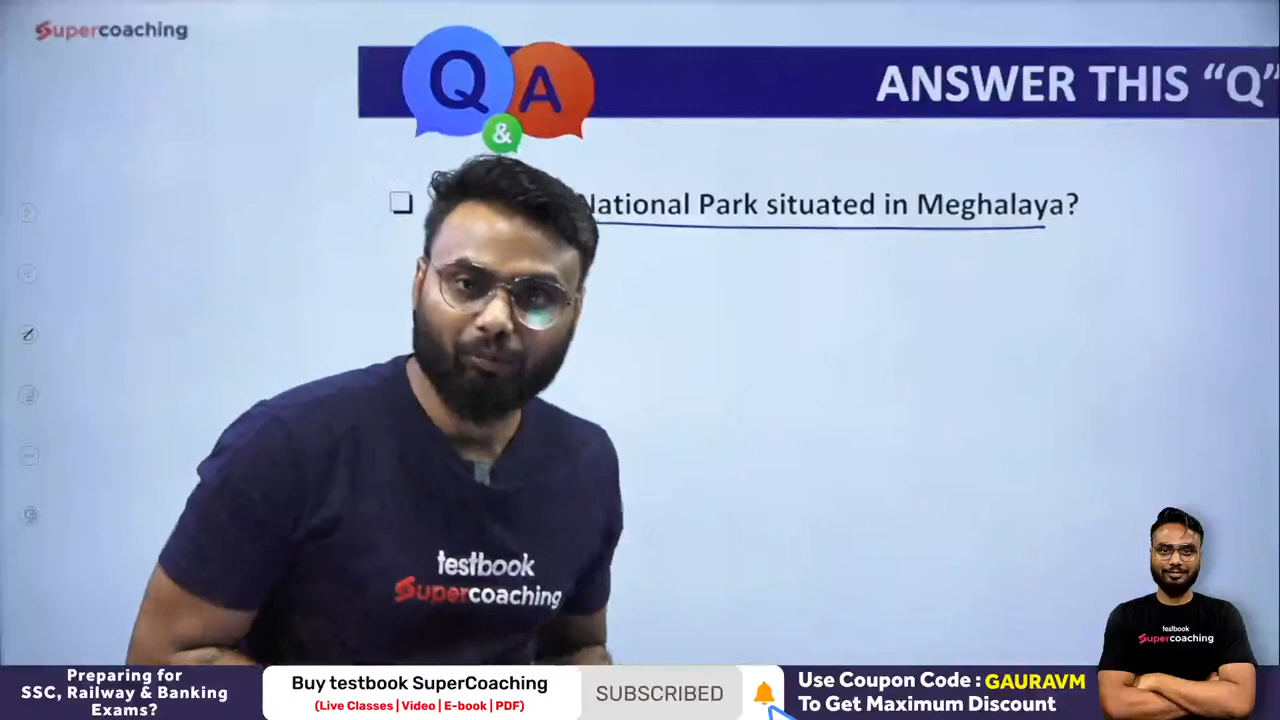 Supercoaching
Q & A
ANSWER THIS "Q"
National Park situated in Meghalaya?
testbook
Supercoaching
testbook
Supercoaching
Preparing for
SSC, Railway & Banking
Exams?
Buy testbook SuperCoaching
(Live Classes | Video | E-book | PDF)
SUBSCRIBED
Use Coupon Code : GAURAVM
To Get Maximum Discount